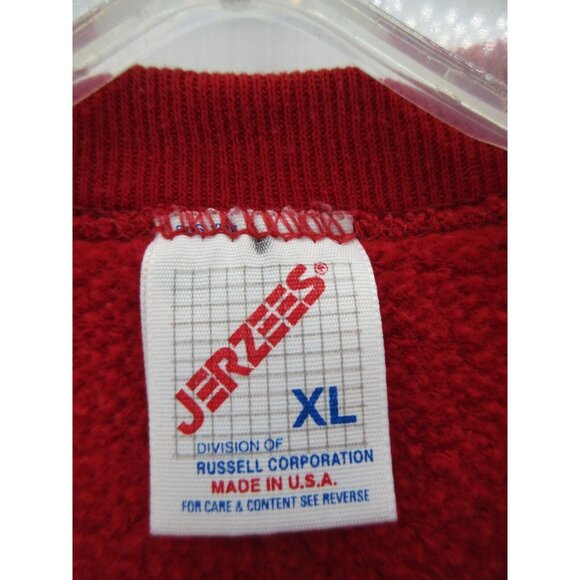 JERZEES®
XL
DIVISION OF
RUSSELL CORPORATION
MADE IN U.S.A.
FOR CARE & CONTENT SEE REVERSE